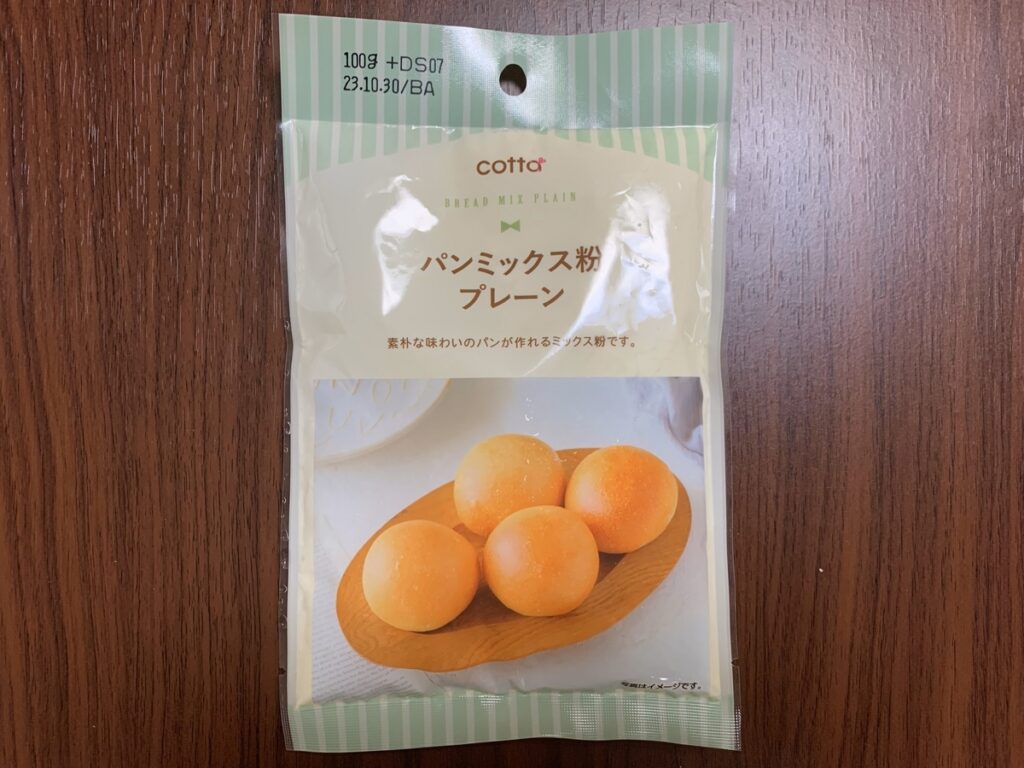 100g +DS07
23.10.30/BA
cotta
BREAD MIX PLAIN
パンミックス粉
プレーン
素朴な味わいのパンが作れるミックス粉です。
写真はイメージです。